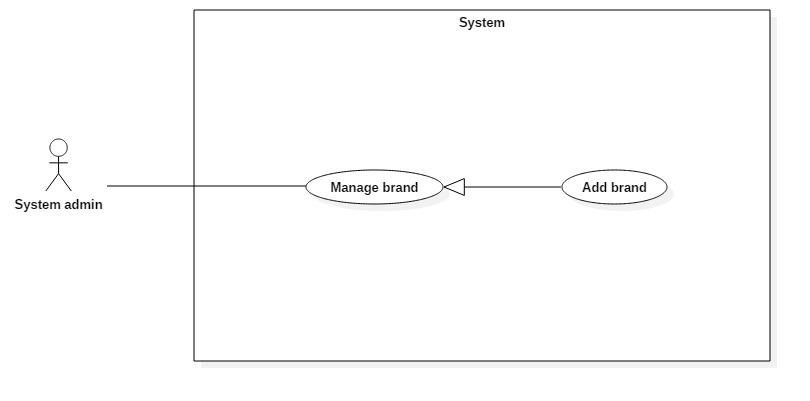 System
System admin
Manage brand
Add brand